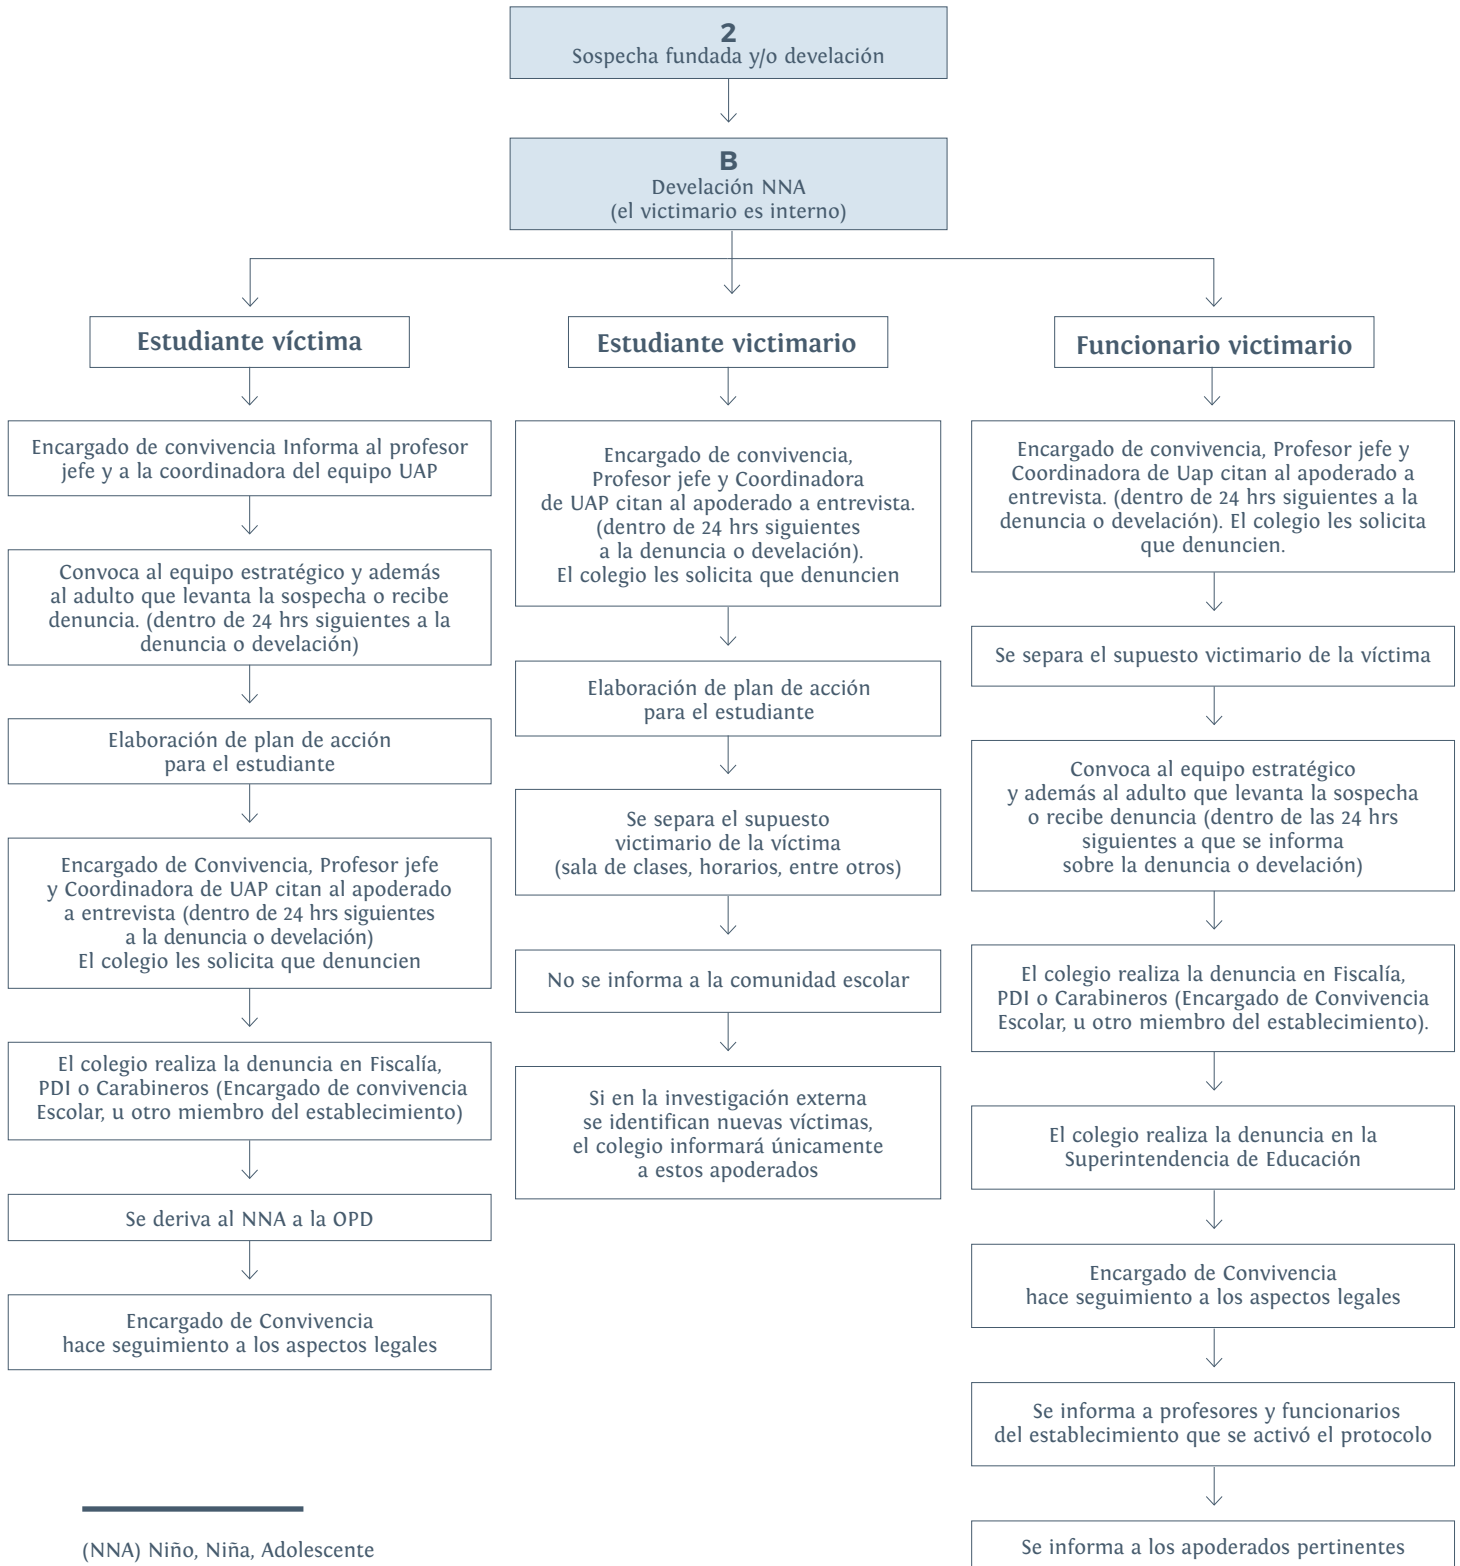 2
Sospecha fundada y/o develación
B
Develación NNA
(el victimario es interno)
Estudiante víctima
Encargado de convivencia Informa al profesor
jefe y a la coordinadora del equipo UAP
Convoca al equipo estratégico y además
al adulto que levanta la sospecha o recibe
denuncia. (dentro de 24 hrs siguientes a la
denuncia o develación)
Elaboración de plan de acción
para el estudiante
Encargado de Convivencia, Profesor jefe
y Coordinadora de UAP citan al apoderado
a entrevista (dentro de 24 hrs siguientes
a la denuncia o develación)
El colegio les solicita que denuncien
El colegio realiza la denuncia en Fiscalía,
PDI o Carabineros (Encargado de convivencia
Escolar, u otro miembro del establecimiento)
Se deriva al NNA a la OPD
Encargado de Convivencia
hace seguimiento a los aspectos legales
Estudiante victimario
Encargado de convivencia,
Profesor jefe y Coordinadora
de UAP citan al apoderado a entrevista.
(dentro de 24 hrs siguientes
a la denuncia o develación).
El colegio les solicita que denuncien
Elaboración de plan de acción
para el estudiante
Se separa el supuesto
victimario de la víctima
(sala de clases, horarios, entre otros)
No se informa a la comunidad escolar
Si en la investigación externa
se identifican nuevas víctimas,
el colegio informará únicamente
a estos apoderados
Funcionario victimario
Encargado de convivencia, Profesor jefe y
Coordinadora de Uap citan al apoderado a
entrevista. (dentro de 24 hrs siguientes a la
denuncia o develación). El colegio les solicita
que denuncien.
Se separa el supuesto victimario de la víctima
Convoca al equipo estratégico
y además al adulto que levanta la sospecha
o recibe denuncia (dentro de las 24 hrs
siguientes a que se informa
sobre la denuncia o develación)
El colegio realiza la denuncia en Fiscalía,
PDI o Carabineros (Encargado de Convivencia
Escolar, u otro miembro del establecimiento).
El colegio realiza la denuncia en la
Superintendencia de Educación
Encargado de Convivencia
hace seguimiento a los aspectos legales
Se informa a profesores y funcionarios
del establecimiento que se activó el protocolo
Se informa a los apoderados pertinentes
(NNA) Niño, Niña, Adolescente